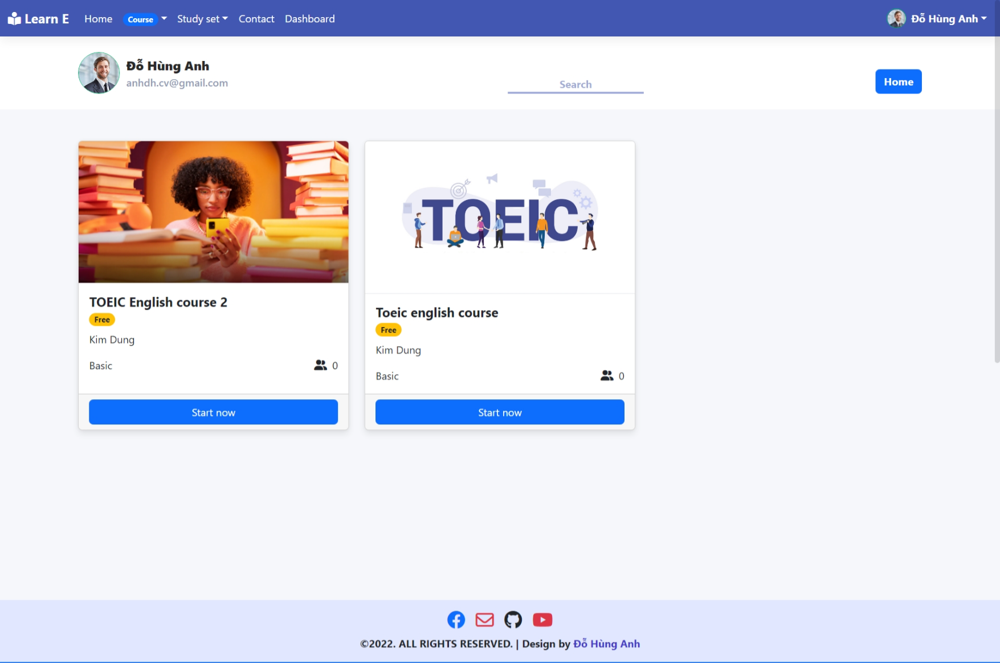 Learn E Home Course Study set Contact Dashboard Đỗ Hùng Anh
Đỗ Hùng Anh
anhdh.cv@gmail.com
Search
Home
TOEIC English course 2
Free
Kim Dung
Basic 0
Start now
TOEIC
Toeic english course
Free
Kim Dung
Basic 0
Start now
©2022. ALL RIGHTS RESERVED. | Design by Đỗ Hùng Anh